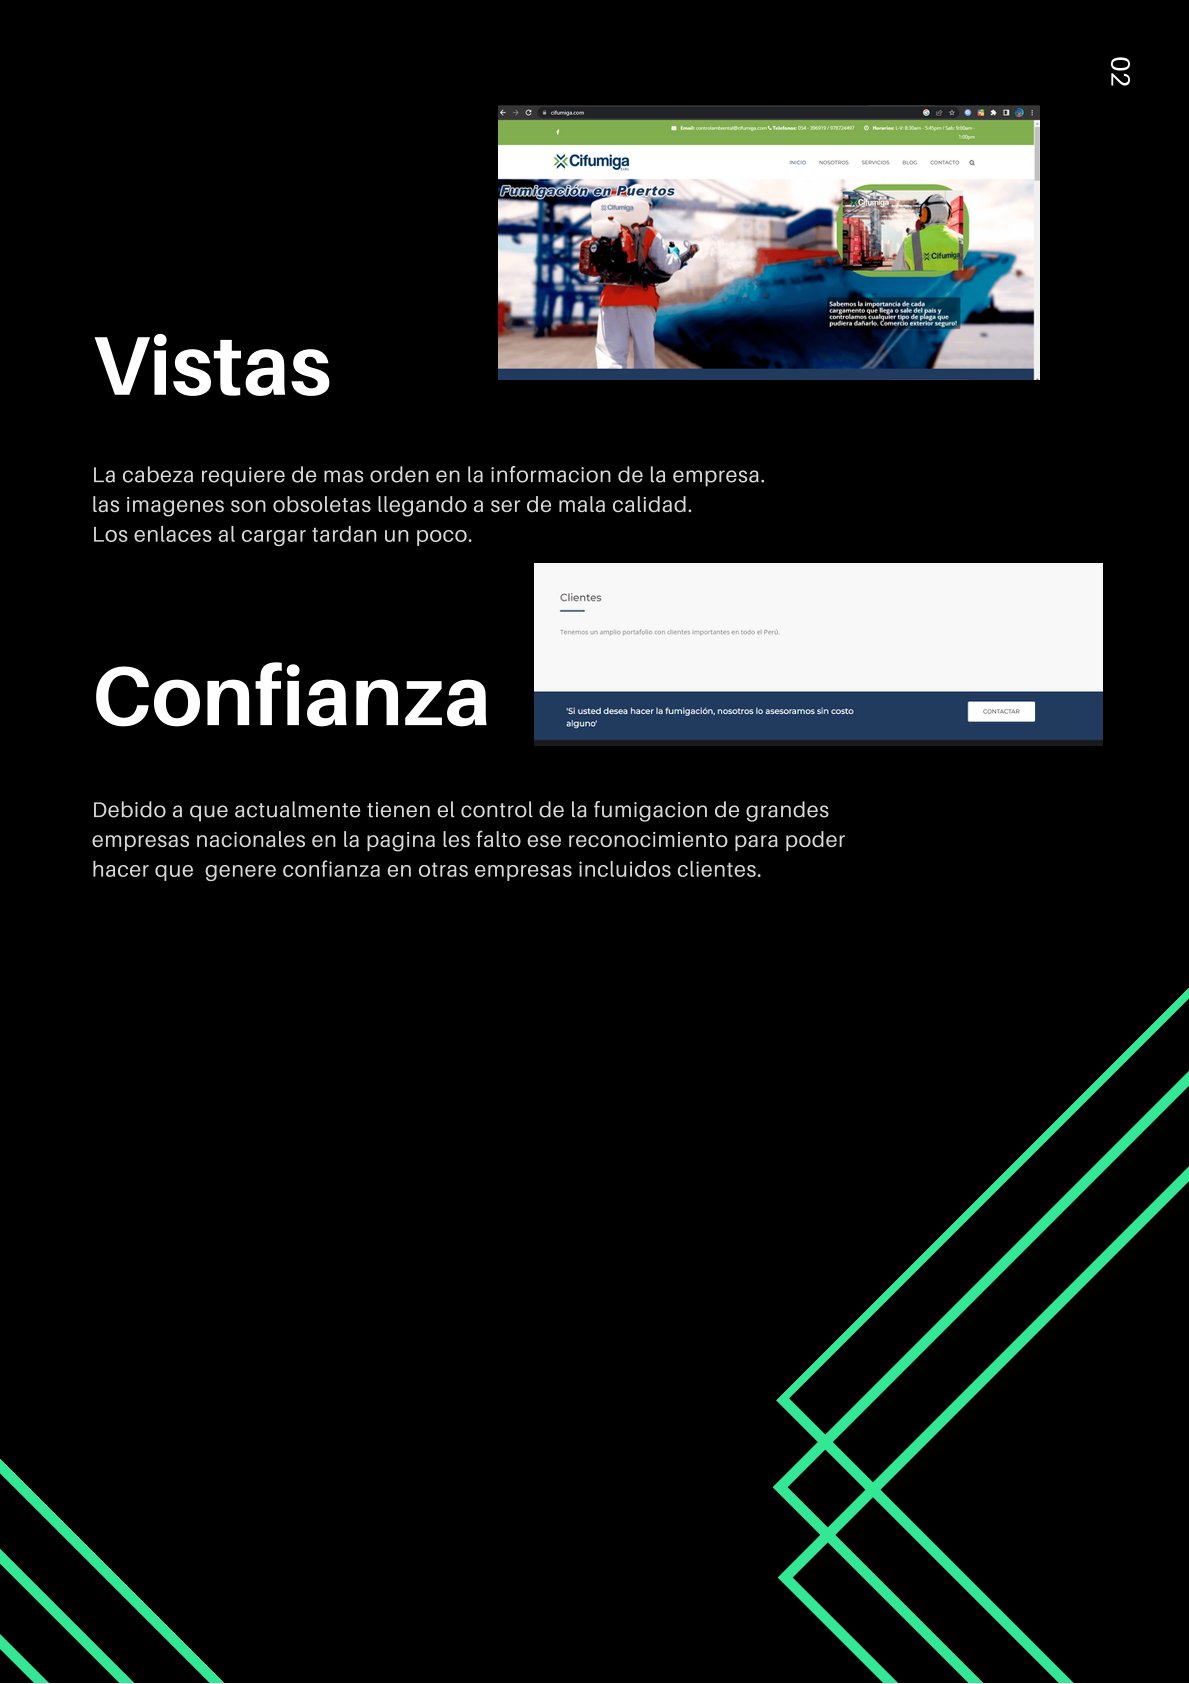 02
cifumiga.com
Email: controlambiental@cifumiga.com Telefonos: 054 - 396919 / 978724497 Horarios: L-V: 8:30am - 5:45pm / Sab: 9:00am -
1:00pm
Cifumiga
INICIO NOSOTROS SERVICIOS BLOG CONTACTO
Fumigación en Puertos
Cifumiga
Cifumiga
Cifumiga
Sabemos la importancia de cada
cargamento que llega o sale del país y
controlamos cualquier tipo de plaga que
pudiera dañarlo. Comercio exterior seguro!
Vistas
La cabeza requiere de mas orden en la informacion de la empresa.
las imagenes son obsoletas llegando a ser de mala calidad.
Los enlaces al cargar tardan un poco.
Clientes
Tenemos un amplio portafolio con clientes importantes en todo el Perú.
Confianza
'Si usted desea hacer la fumigación, nosotros lo asesoramos sin costo
alguno'
CONTACTAR
Debido a que actualmente tienen el control de la fumigacion de grandes
empresas nacionales en la pagina les falto ese reconocimiento para poder
hacer que  genere confianza en otras empresas incluidos clientes.